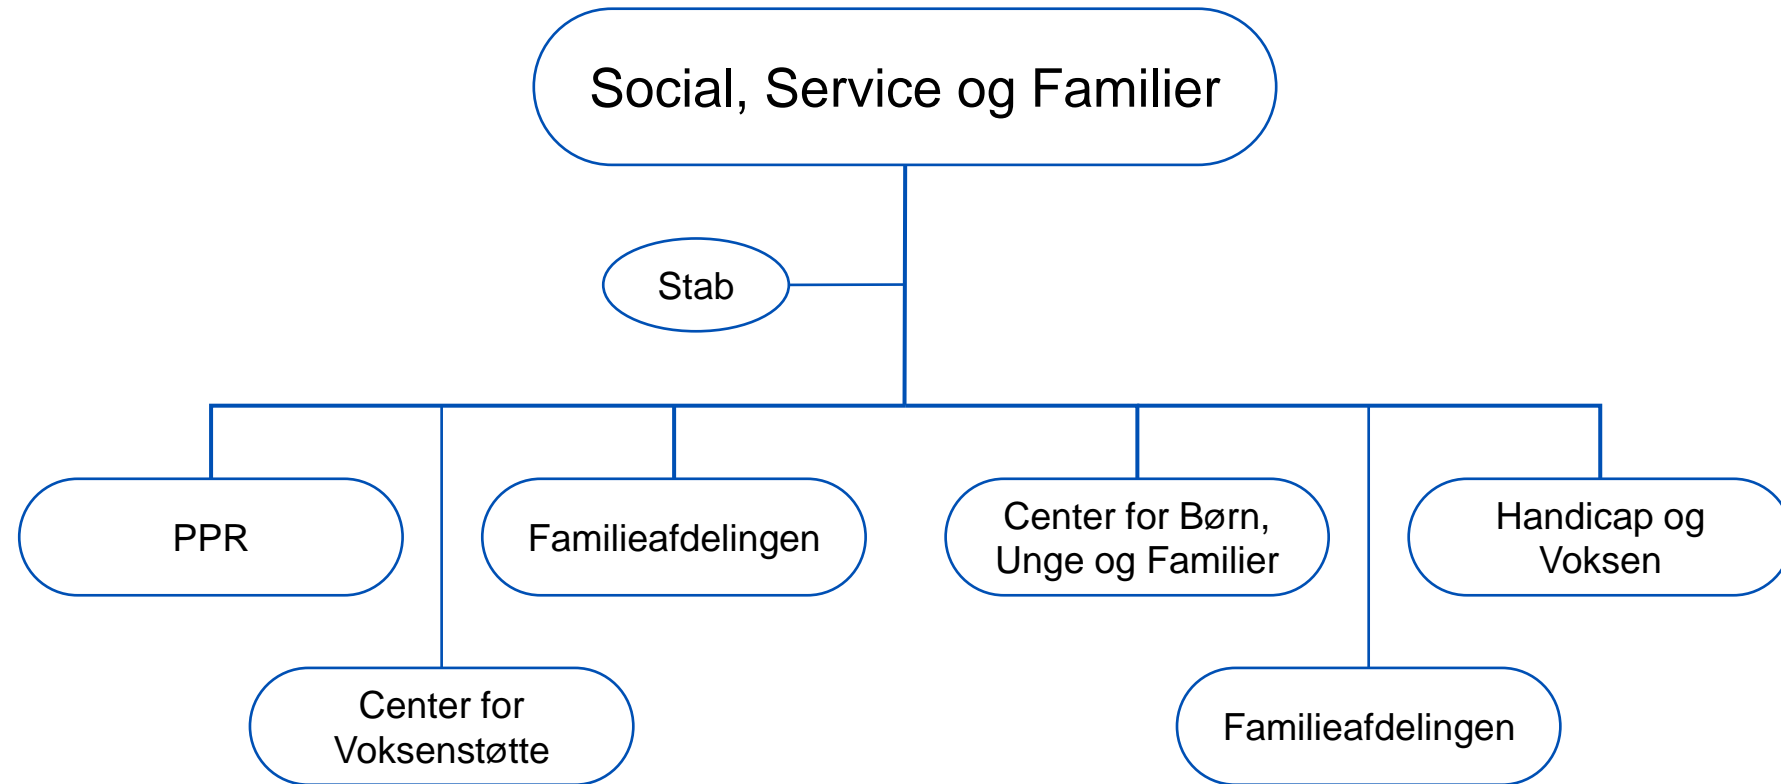 Social, Service og Familier
Stab
PPR
Familieafdelingen
Center for Børn,
Unge og Familier
Handicap og
Voksen
Center for
Voksenstøtte
Familieafdelingen